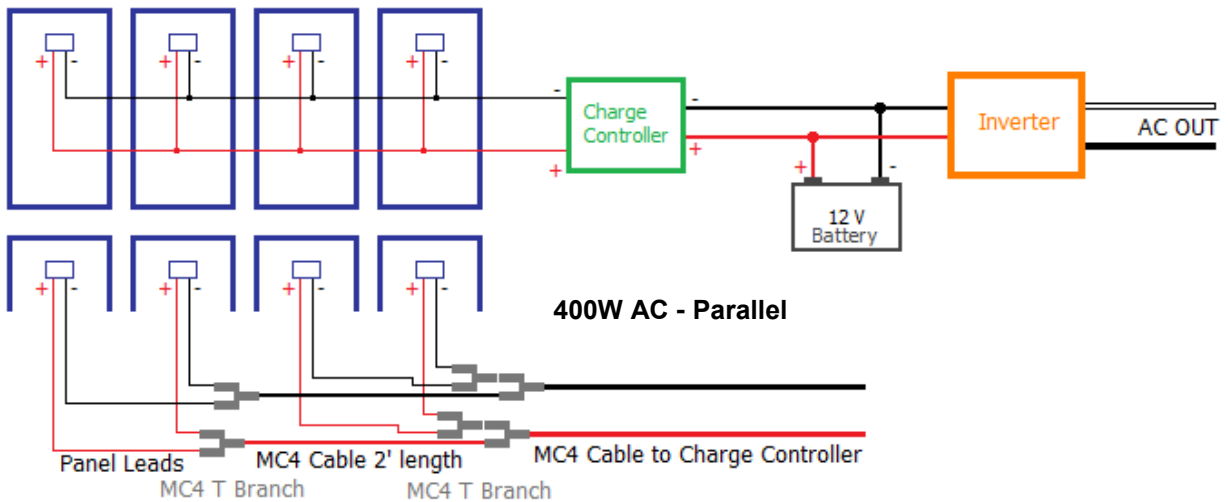 + - + - + - + -
-
Charge
Controller
+
-
+
Inverter
AC OUT
+ -
12 V
Battery
+ - + - + - + -
400W AC - Parallel
Panel Leads
MC4 Cable 2' length
MC4 Cable to Charge Controller
MC4 T Branch
MC4 T Branch